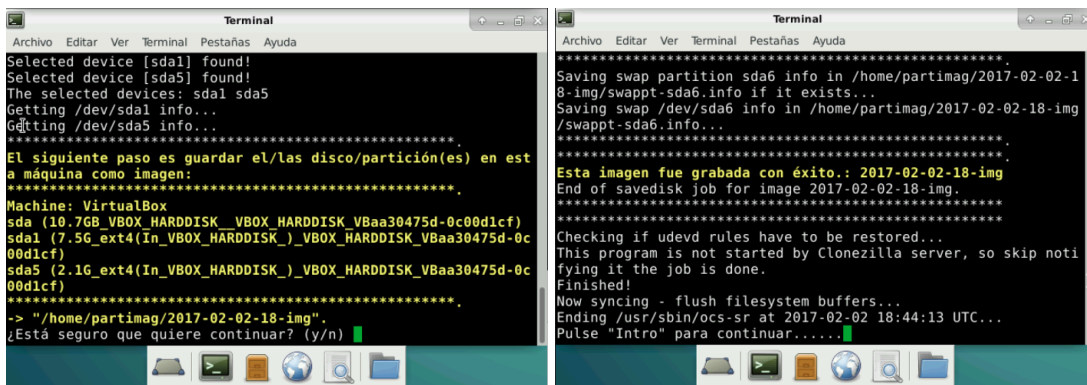 Terminal
Archivo Editar Ver Terminal Pestañas Ayuda
Selected device [sda1] found!
Selected device [sda5] found!
The selected devices: sda1 sda5
Getting /dev/sda1 info...
Getting /dev/sda5 info...
*****************************************************.
El siguiente paso es guardar el/las disco/partición(es) en est
a máquina como imagen:
*****************************************************.
Machine: VirtualBox
sda (10.7GB_VBOX_HARDDISK__VBOX_HARDDISK_VBaa30475d-0c00d1cf)
sda1 (7.5G_ext4(In_VBOX_HARDDISK_)_VBOX_HARDDISK_VBaa30475d-0c
00d1cf)
sda5 (2.1G_ext4(In_VBOX_HARDDISK_)_VBOX_HARDDISK_VBaa30475d-0c
00d1cf)
*****************************************************.
-> "/home/partimag/2017-02-02-18-img".
¿Está seguro que quiere continuar? (y/n)
Terminal
Archivo Editar Ver Terminal Pestañas Ayuda
*****************************************************.
Saving swap partition sda6 info in /home/partimag/2017-02-02-1
8-img/swappt-sda6.info if it exists...
Saving swap /dev/sda6 info in /home/partimag/2017-02-02-18-img
/swappt-sda6.info...
*****************************************************.
*****************************************************.
Esta imagen fue grabada con éxito.: 2017-02-02-18-img
End of savedisk job for image 2017-02-02-18-img.
*****************************************************
*****************************************************
Checking if udevd rules have to be restored...
This program is not started by Clonezilla server, so skip noti
fying it the job is done.
Finished!
Now syncing - flush filesystem buffers...
Ending /usr/sbin/ocs-sr at 2017-02-02 18:44:13 UTC...
Pulse "Intro" para continuar......